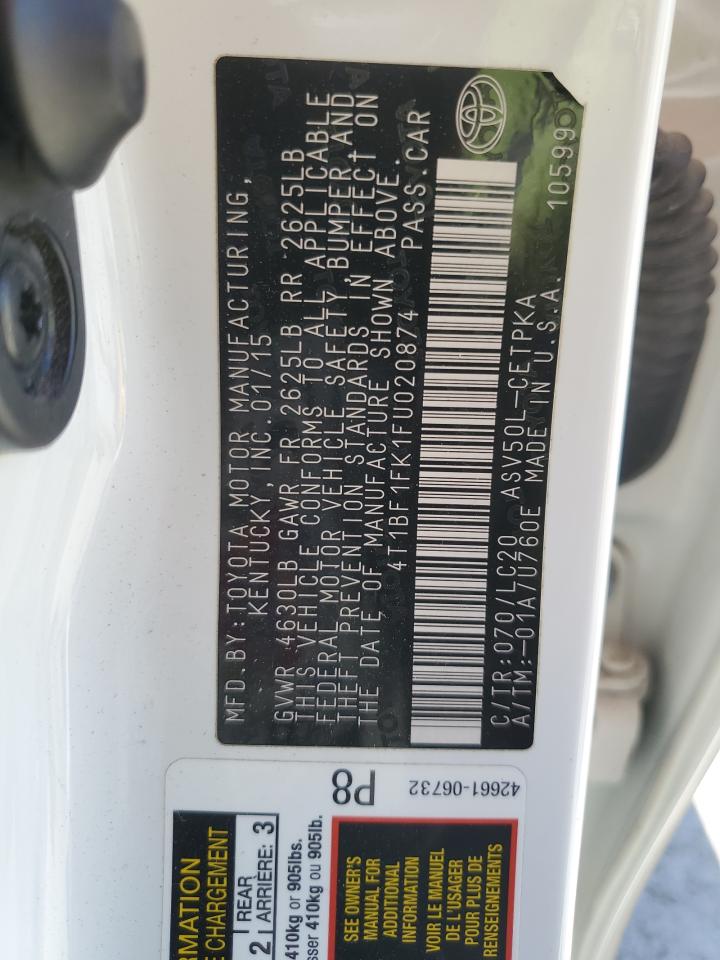 MFD.BY:TOYOTA MOTOR MANUFACTURING,
KENTUCKY,INC. 01/15
GVWR 4630LB GAWR FR 2625LB RR 2625LB
THIS VEHICLE CONFORMS TO ALL APPLICABLE
FEDERAL MOTOR VEHICLE SAFETY, BUMPER AND
THEFT PREVENTION STANDARDS IN EFFECT ON
THE DATE OF MANUFACTURE SHOWN ABOVE.
4T1BF1FK1FU020874 PASS.CAR
C/TR:070/LC20 ASV50L-CETPKA
A/TM:-01A/U760E MADE IN U.S.A. 10599
P8
42661-06732
RMATION
E CHARGEMENT
2 REAR
ARRIÈRE: 3
410kg or 905lbs.
sser 410kg ou 905lb.
SEE OWNER'S
MANUAL FOR
ADDITIONAL
INFORMATION
VOIR LE MANUEL
DE L'USAGER
POUR PLUS DE
RENSEIGNEMENTS